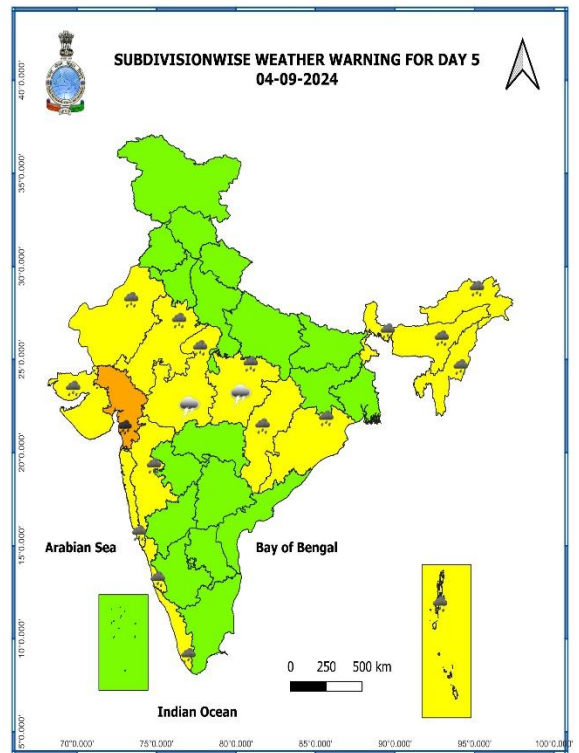 SUBDIVISIONWISE WEATHER WARNING FOR DAY 5
04-09-2024
40°0.000'
35°0.000'
30°0.000'
25°0.000'
20°0.000'
15°0.000'
10°0.000'
5°0.000'
Arabian Sea
Bay of Bengal
0 250 500 km
Indian Ocean
70°0.000' 75°0.000' 80°0.000' 85°0.000' 90°0.000' 95°0.000' 100°0.000'